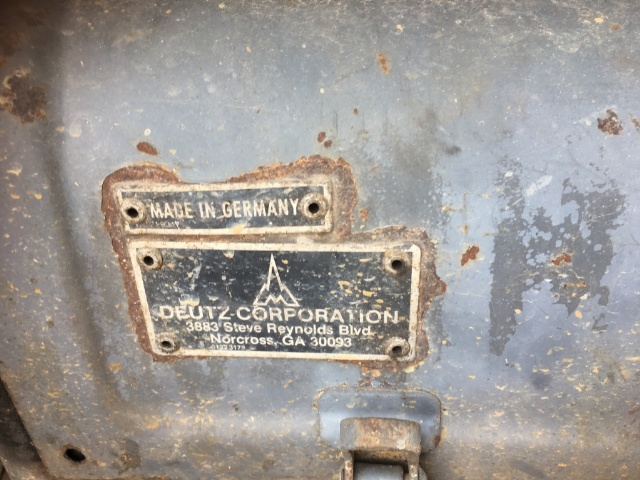 MADE IN GERMANY
DEUTZ CORPORATION
3883 Steve Reynolds Blvd.
Norcross, GA 30093